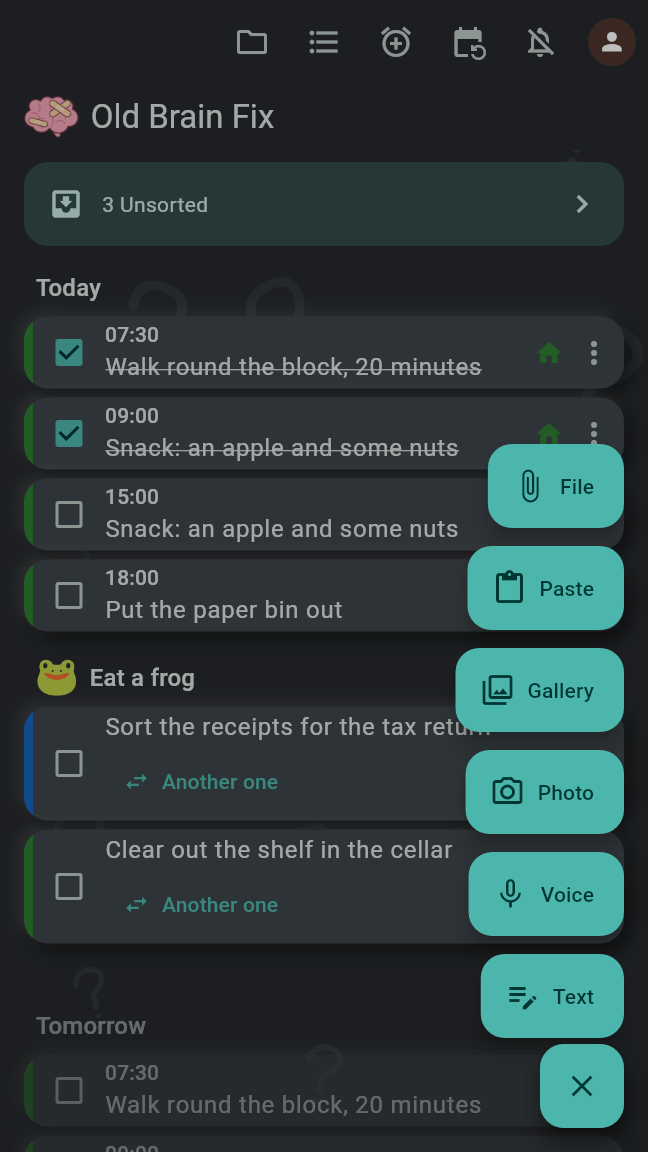 Old Brain Fix
3 Unsorted
Today
07:30
Walk round the block, 20 minutes
09:00
Snack: an apple and some nuts
File
15:00
Snack: an apple and some nuts
18:00
Paste
Put the paper bin out
Eat a frog
Gallery
Sort the receipts for the tax return
Another one
Photo
Clear out the shelf in the cellar
Voice
Another one
Text
Tomorrow
07:30
Walk round the block, 20 minutes